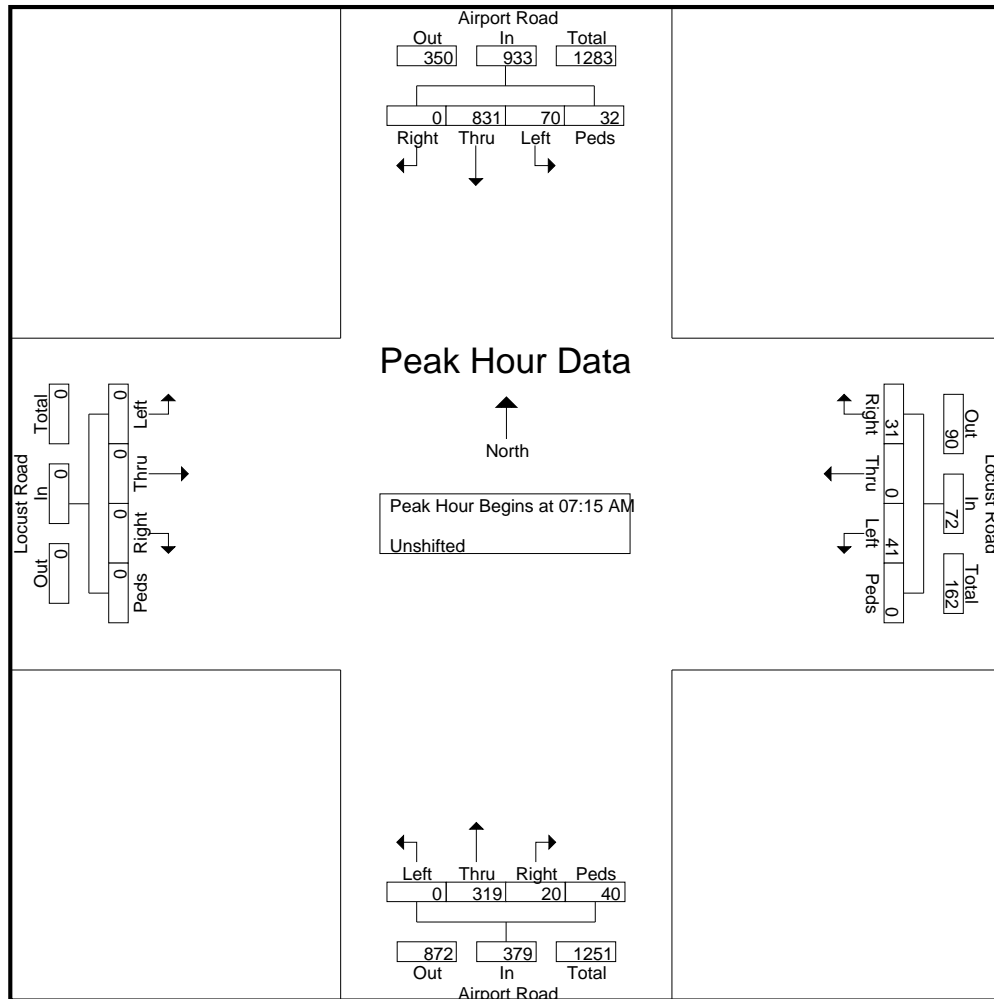 Airport Road
Out In Total
350 933 1283
0 831 70 32
Right Thru Left Peds
Peak Hour Data
North
Peak Hour Begins at 07:15 AM
Unshifted
Locust Road
Total In Out
0 0 0
0 0 0 0
Left Thru Right Peds
Right Thru Left Peds
31 0 41 0
90 72 162
Out In Total
Locust Road
Left Thru Right Peds
0 319 20 40
872 379 1251
Out In Total
Airport Road